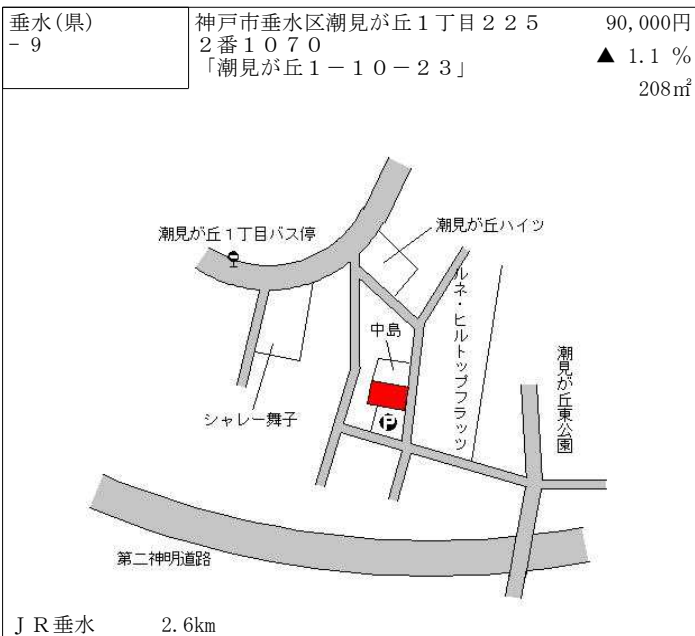 垂水(県)
- 9
神戸市垂水区潮見が丘１丁目２２５
２番１０７０
「潮見が丘１－１０－２３」
90,000円
▲ 1.1 %
208㎡
潮見が丘ハイツ
潮見が丘１丁目バス停
ルネ・ヒルトップフラッツ
中島
潮見が丘東公園
P
シャレー舞子
第二神明道路
ＪＲ垂水 2.6km